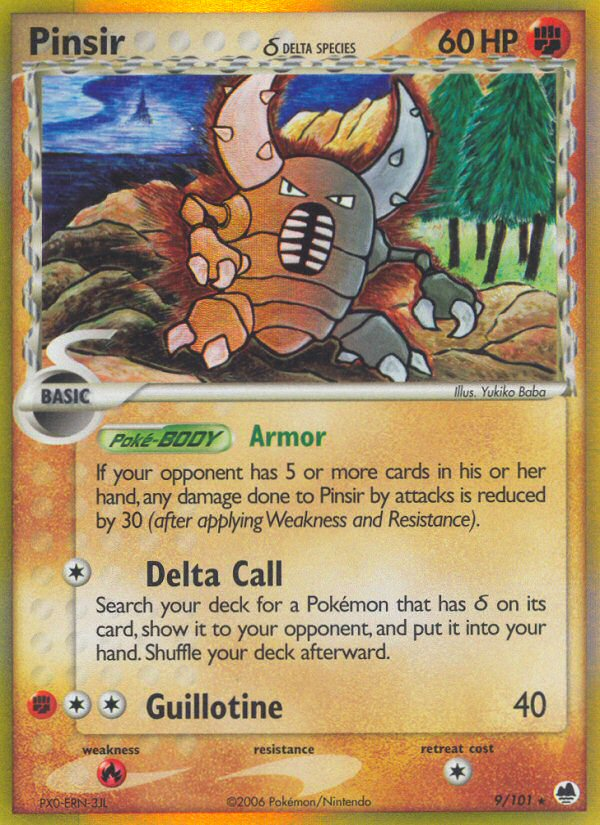 Pinsir
δ DELTA SPECIES
60 HP
BASIC
Illus. Yukiko Baba
Poké-BODY Armor
If your opponent has 5 or more cards in his or her
hand, any damage done to Pinsir by attacks is reduced
by 30 (after applying Weakness and Resistance).
Delta Call
Search your deck for a Pokémon that has δ on its
card, show it to your opponent, and put it into your
hand. Shuffle your deck afterward.
Guillotine 40
weakness resistance retreat cost
PX0-ERN-3JL
©2006 Pokémon/Nintendo
9/101 ★